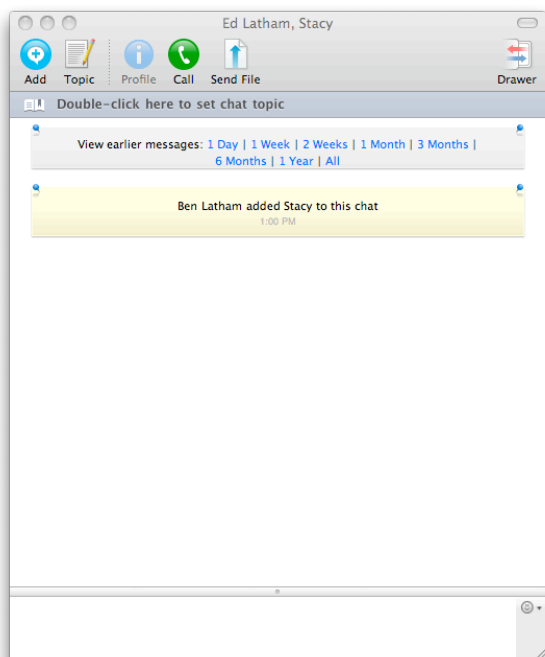 Ed Latham, Stacy
Add Topic Profile Call Send File Drawer
Double-click here to set chat topic
View earlier messages: 1 Day | 1 Week | 2 Weeks | 1 Month | 3 Months |
6 Months | 1 Year | All
Ben Latham added Stacy to this chat
1:00 PM